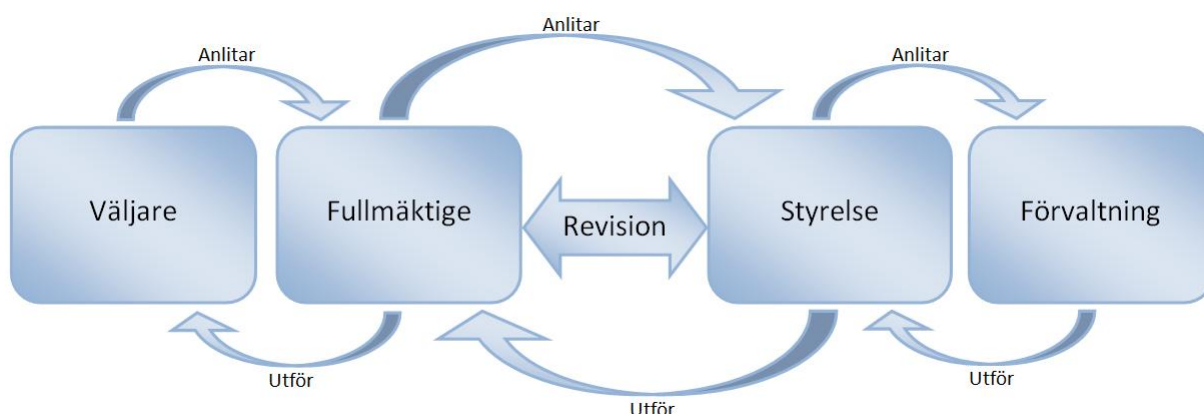 Anlitar
Anlitar
Anlitar
Väljare
Fullmäktige
Revision
Styrelse
Förvaltning
Utför
Utför
Utför